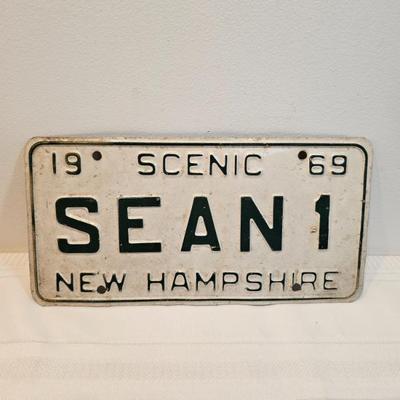 19 SCENIC 69
SEAN 1
NEW HAMPSHIRE